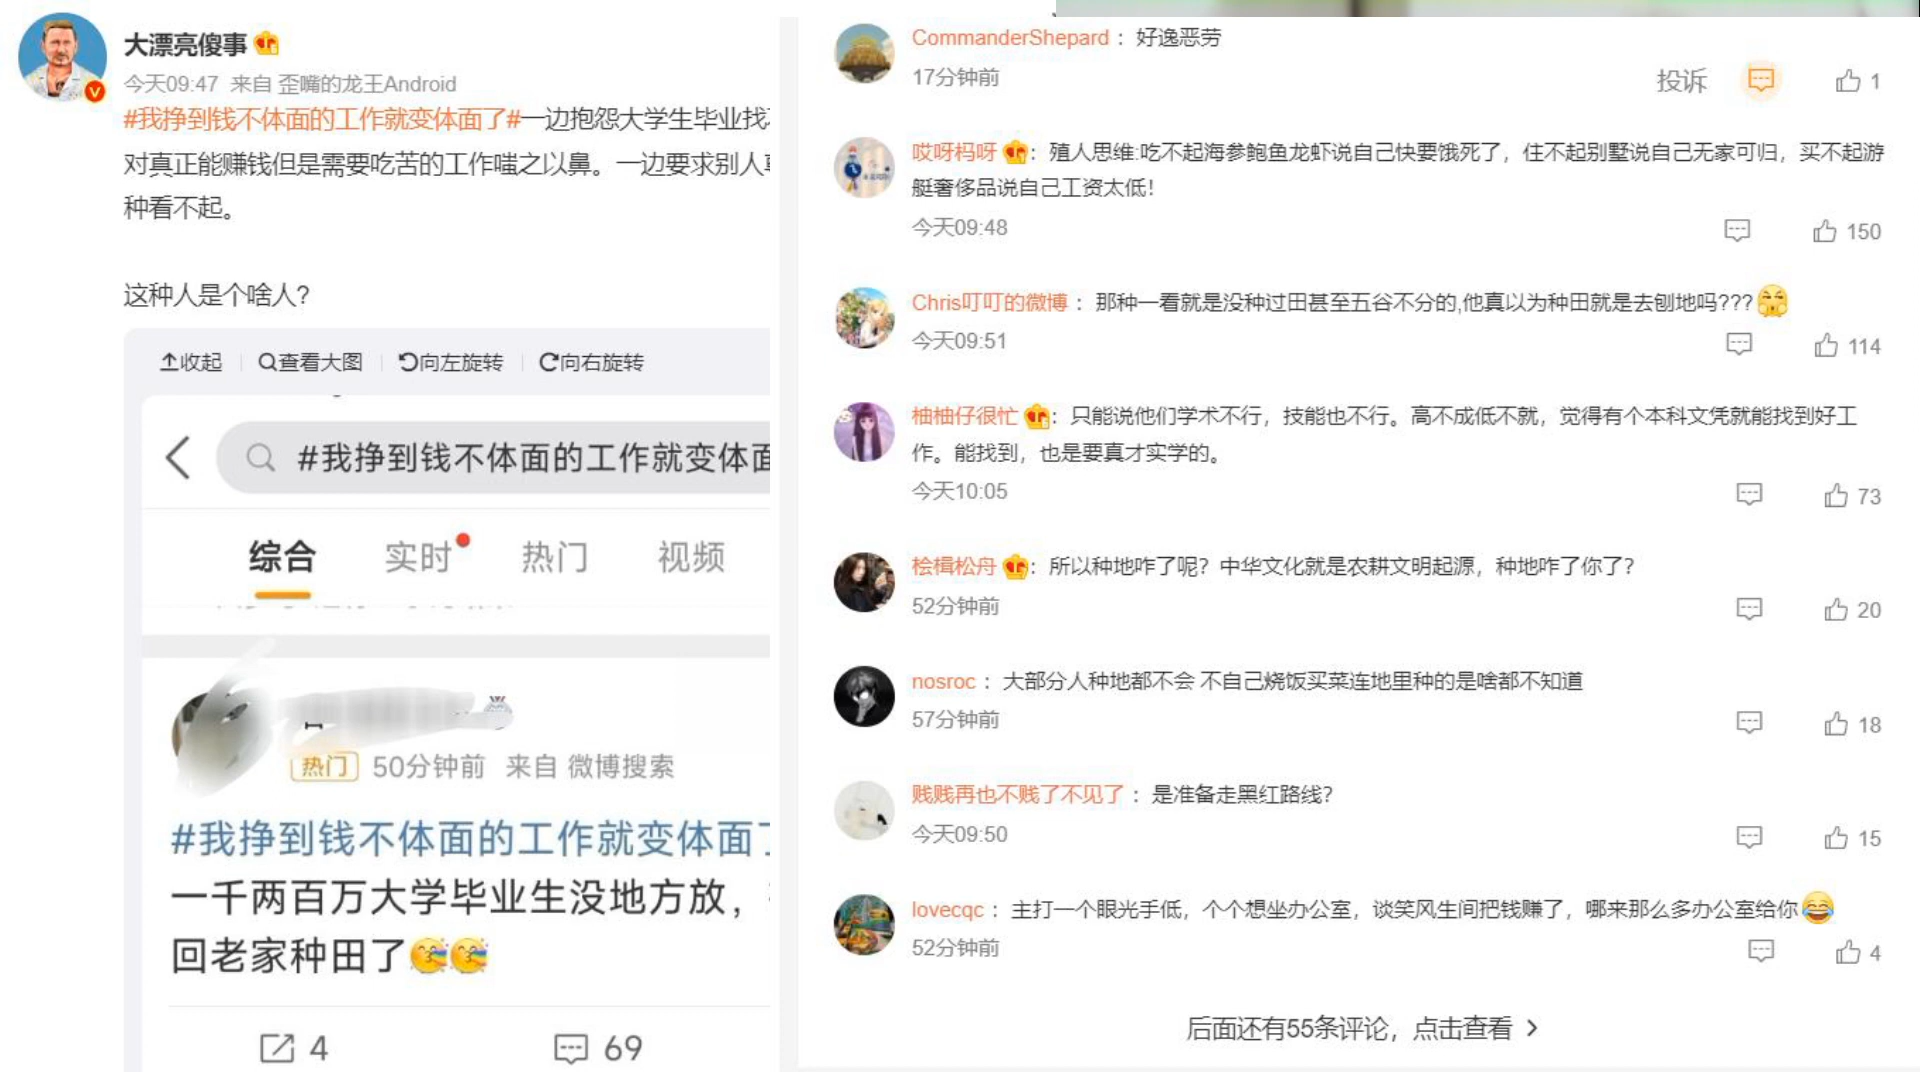 大漂亮傻事
今天09:47 来自 歪嘴的龙王Android
#我挣到钱不体面的工作就变体面了#一边抱怨大学生毕业找
对真正能赚钱但是需要吃苦的工作嗤之以鼻。一边要求别人
种看不起。
这种人是个啥人?
收起 查看大图 向左旋转 向右旋转
#我挣到钱不体面的工作就变体面
综合 实时 热门 视频
热门 50分钟前 来自 微博搜索
#我挣到钱不体面的工作就变体面
一千两百万大学毕业生没地方放，
回老家种田了
4 69
CommanderShepard：好逸恶劳
17分钟前
投诉 1
哎呀杩呀：殖人思维:吃不起海参鲍鱼龙虾说自己快要饿死了，住不起别墅说自己无家可归，买不起游
艇奢侈品说自己工资太低!
今天09:48 150
Chris叮叮的微博：那种一看就是没种过田甚至五谷不分的,他真以为种田就是去刨地吗???
今天09:51 114
柚柚仔很忙：只能说他们学术不行，技能也不行。高不成低不就，觉得有个本科文凭就能找到好工
作。能找到，也是要真才实学的。
今天10:05 73
桧楫松舟：所以种地咋了呢？中华文化就是农耕文明起源，种地咋了你了?
52分钟前 20
nosroc：大部分人种地都不会 不自己烧饭买菜连地里种的是啥都不知道
57分钟前 18
贱贱再也不贱了不见了：是准备走黑红路线?
今天09:50 15
lovecqc：主打一个眼光手低，个个想坐办公室，谈笑风生间把钱赚了，哪来那么多办公室给你
52分钟前 4
后面还有55条评论，点击查看 >